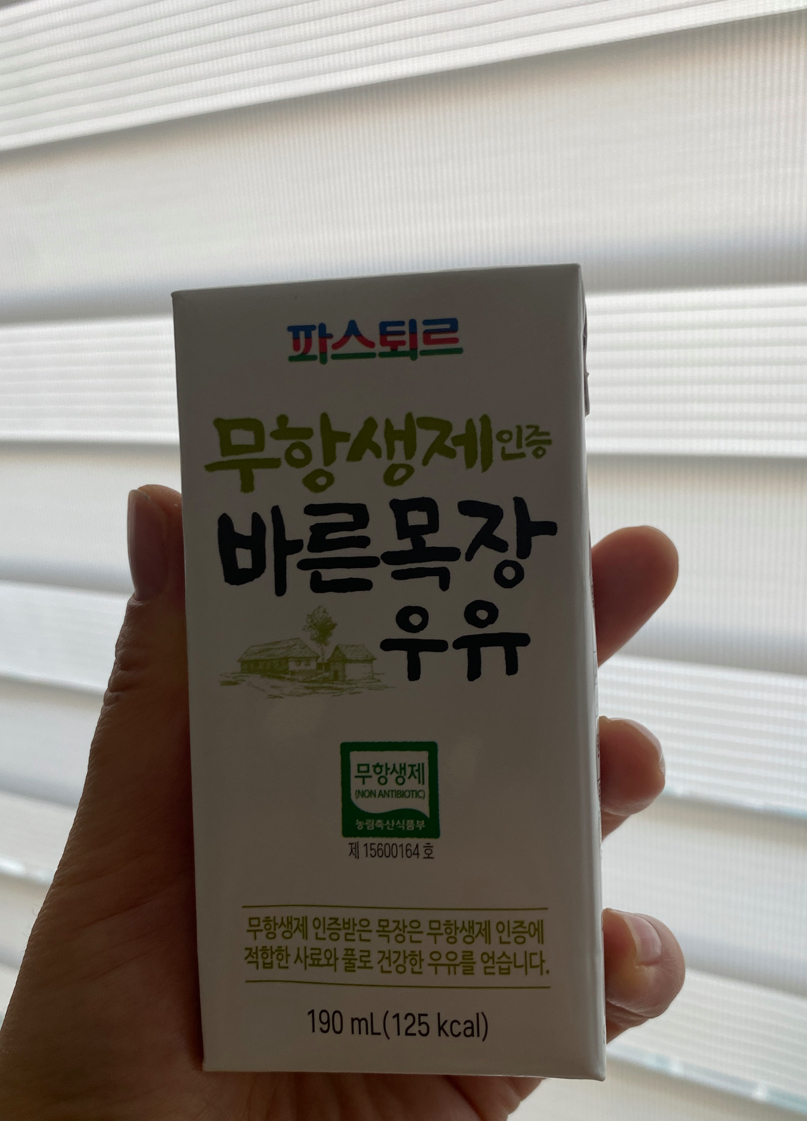 파스퇴르
무항생제인증
바른목장
우유
무항생제
(NON ANTIBIOTIC)
농림축산식품부
제 15600164 호
무항생제 인증받은 목장은 무항생제 인증에
적합한 사료와 풀로 건강한 우유를 얻습니다.
190 mL(125 kcal)